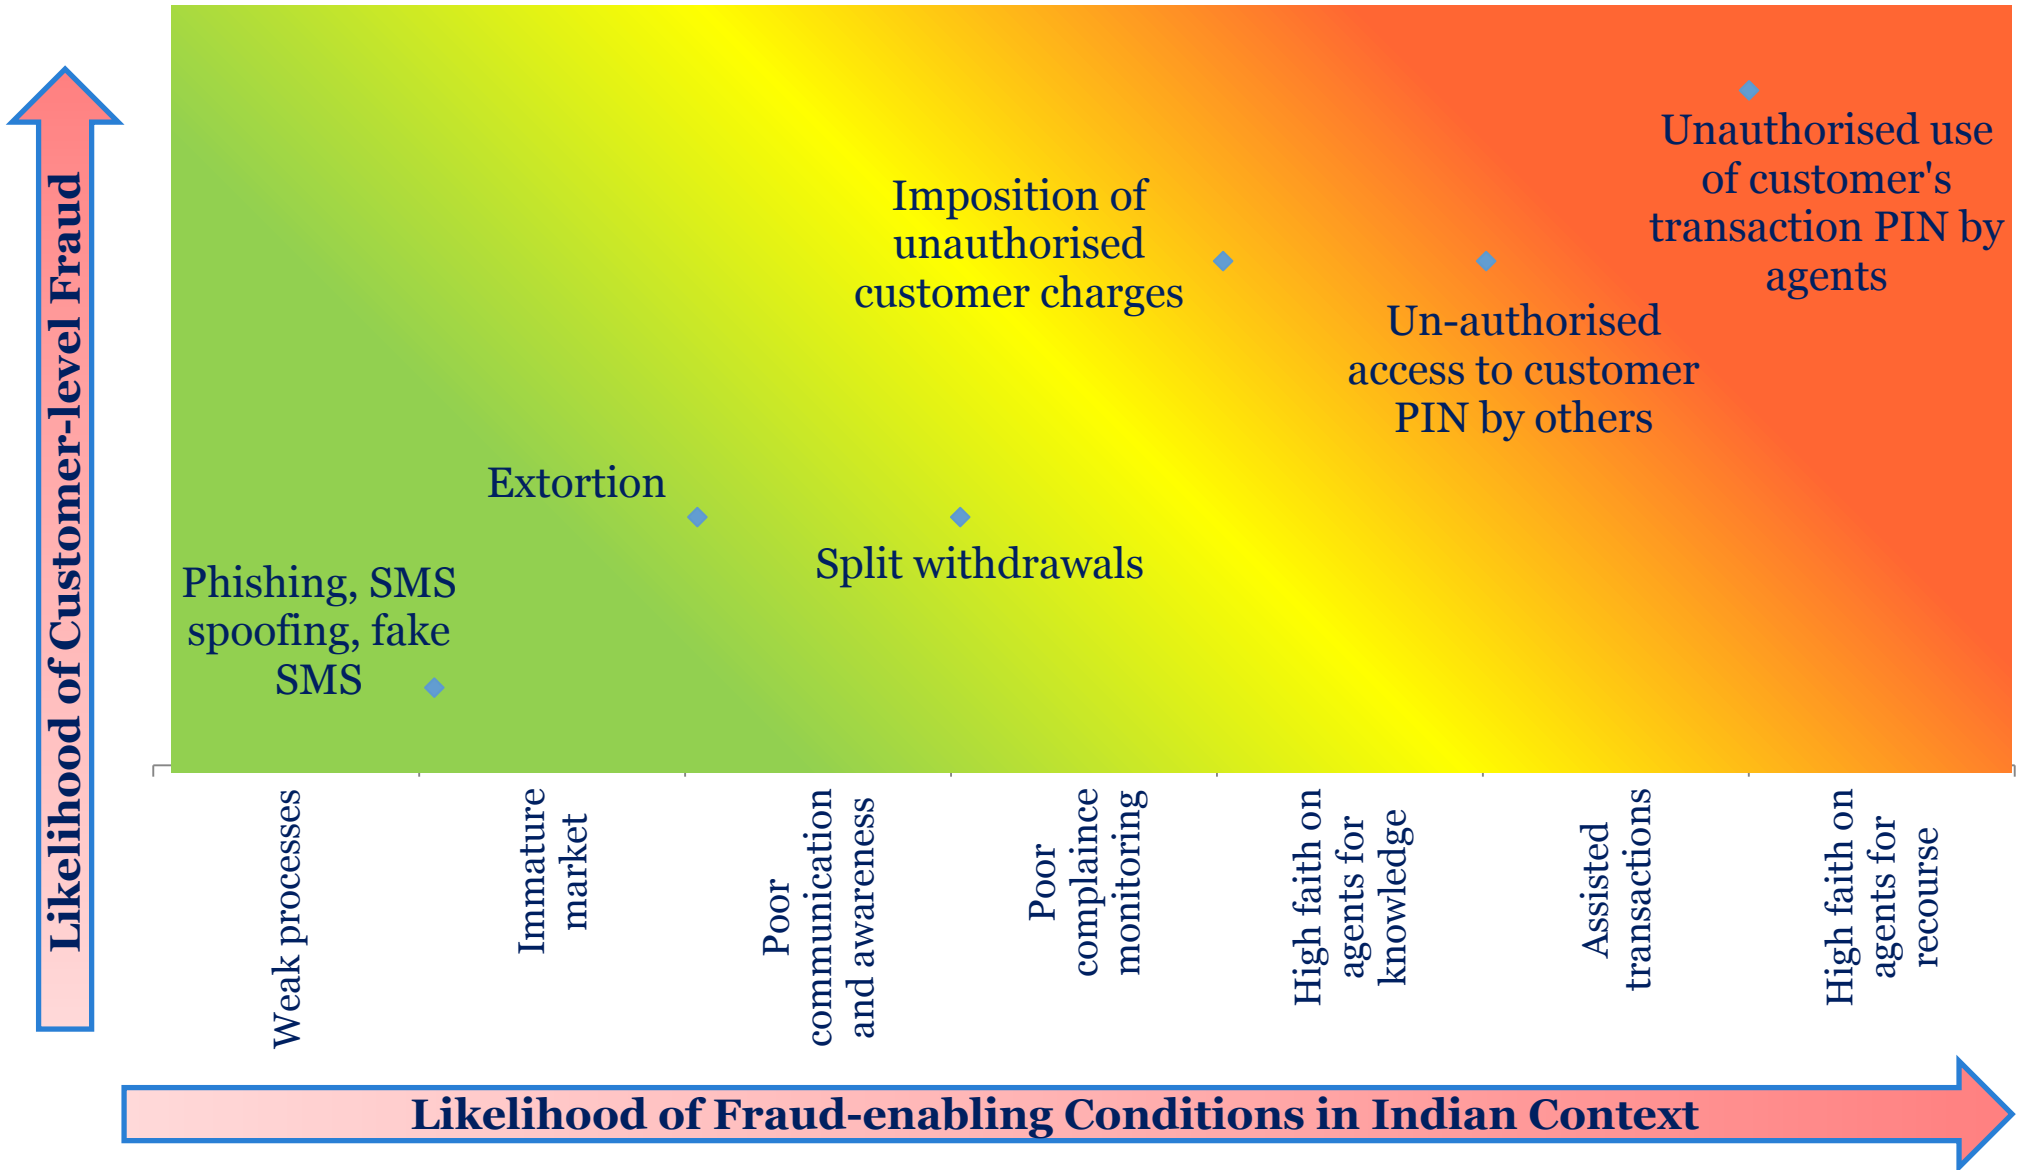 Likelihood of Customer-level Fraud
Unauthorised use
of customer's
transaction PIN by
agents
Imposition of
unauthorised
customer charges
Un-authorised
access to customer
PIN by others
Extortion
Split withdrawals
Phishing, SMS
spoofing, fake
SMS
Weak processes
Immature
market
Poor
communication
and awareness
Poor
complaince
monitoring
High faith on
agents for
knowledge
Assisted
transactions
High faith on
agents for
recourse
Likelihood of Fraud-enabling Conditions in Indian Context